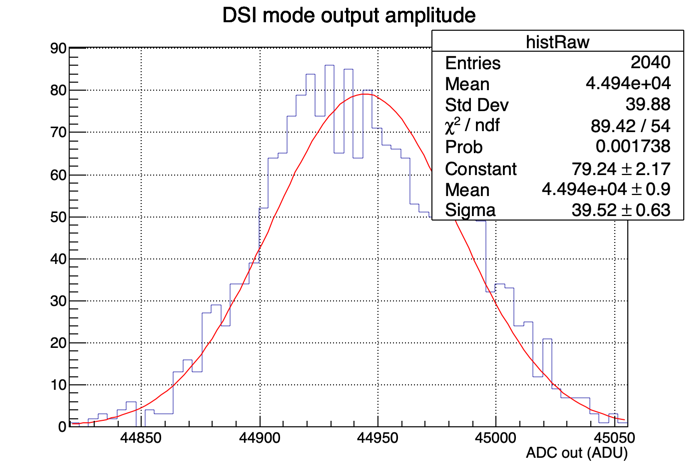 DSI mode output amplitude
histRaw
Entries 2040
Mean 4.494e+04
Std Dev 39.88
χ² / ndf 89.42 / 54
Prob 0.001738
Constant 79.24 ± 2.17
Mean 4.494e+04 ± 0.9
Sigma 39.52 ± 0.63
90
80
70
60
50
40
30
20
10
0
44850 44900 44950 45000 45050
ADC out (ADU)